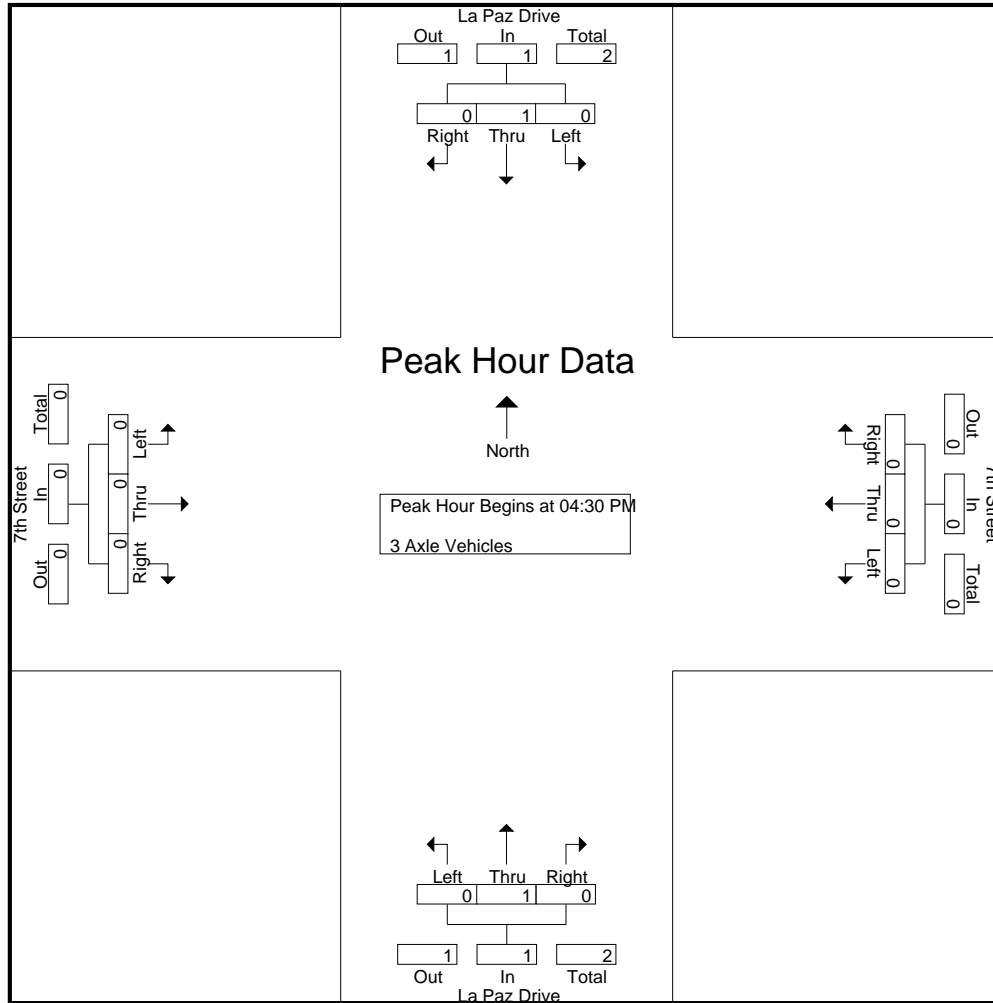 La Paz Drive
Out In Total
1 1 2
0 1 0
Right Thru Left
Peak Hour Data
North
Peak Hour Begins at 04:30 PM
3 Axle Vehicles
7th Street
Total In Out
0 0 0
0 0 0
Left Thru Right
Right Thru Left
0 0 0
0 0 0
Out In Total
7th Street
Left Thru Right
0 1 0
1 1 2
Out In Total
La Paz Drive